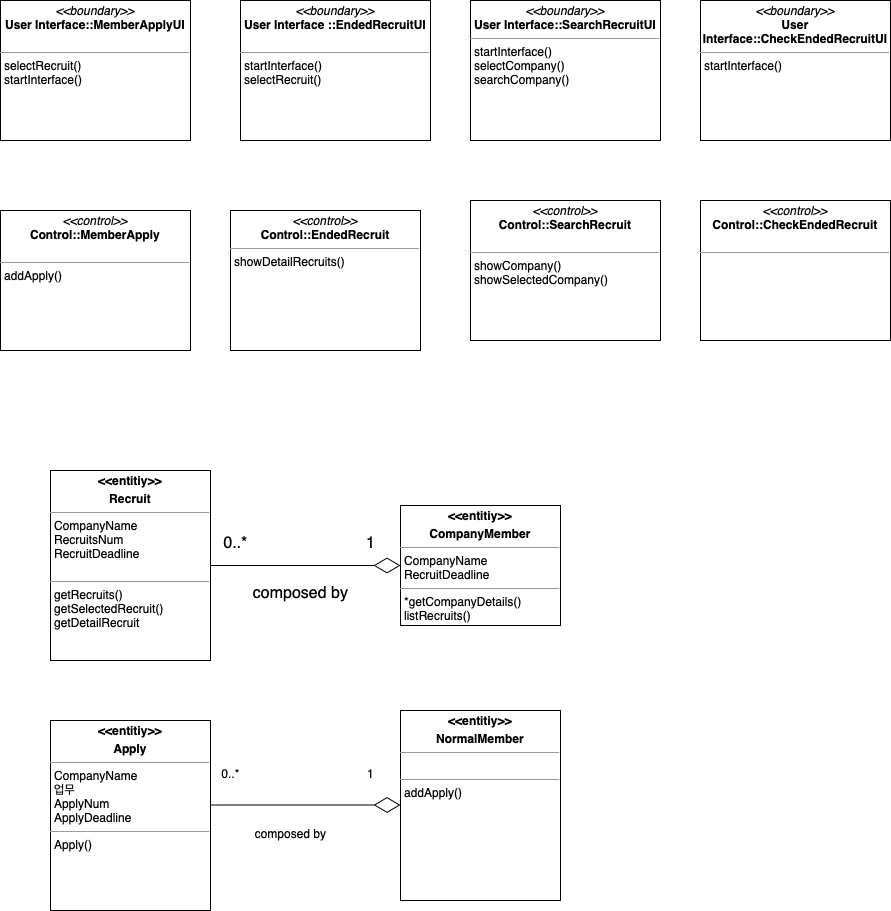 <<boundary>>
User Interface::MemberApplyUI
selectRecruit()
startInterface()
<<boundary>>
User Interface ::EndedRecruitUI
startInterface()
selectRecruit()
<<boundary>>
User Interface::SearchRecruitUI
startInterface()
selectCompany()
searchCompany()
<<boundary>>
User
Interface::CheckEndedRecruitUI
startInterface()
<<control>>
Control::MemberApply
addApply()
<<control>>
Control::EndedRecruit
showDetailRecruits()
<<control>>
Control::SearchRecruit
showCompany()
showSelectedCompany()
<<control>>
Control::CheckEndedRecruit
<<entitiy>>
Recruit
CompanyName
RecruitsNum
RecruitDeadline
getRecruits()
getSelectedRecruit()
getDetailRecruit
0..*
1
composed by
<<entitiy>>
CompanyMember
CompanyName
RecruitDeadline
*getCompanyDetails()
listRecruits()
<<entitiy>>
Apply
CompanyName
업무
ApplyNum
ApplyDeadline
Apply()
0..*
1
composed by
<<entitiy>>
NormalMember
addApply()